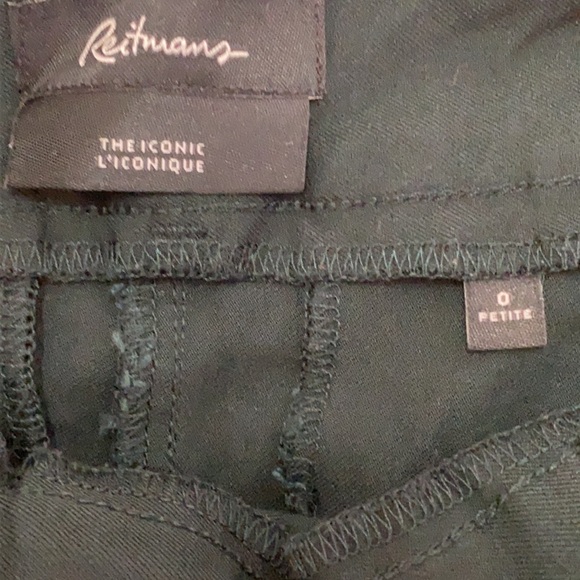 Reitmans
THE ICONIC
L'ICONIQUE
0
PETITE